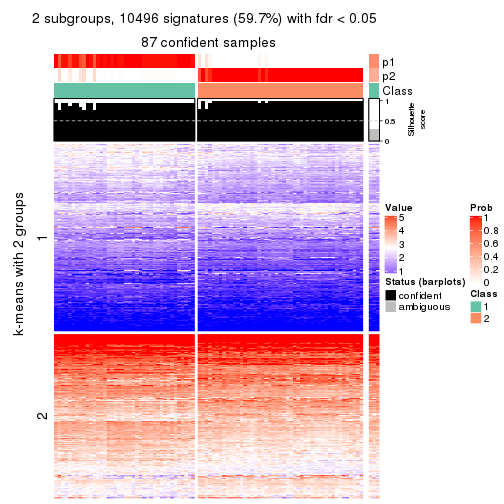 2 subgroups, 10496 signatures (59.7%) with fdr < 0.05
87 confident samples
p1
p2
Class
1
0.5
0
Silhouette
score
k-means with 2 groups
1
2
Value
5
4
3
2
1
Status (barplots)
confident
ambiguous
Prob
1
0.8
0.6
0.4
0.2
0
Class
1
2